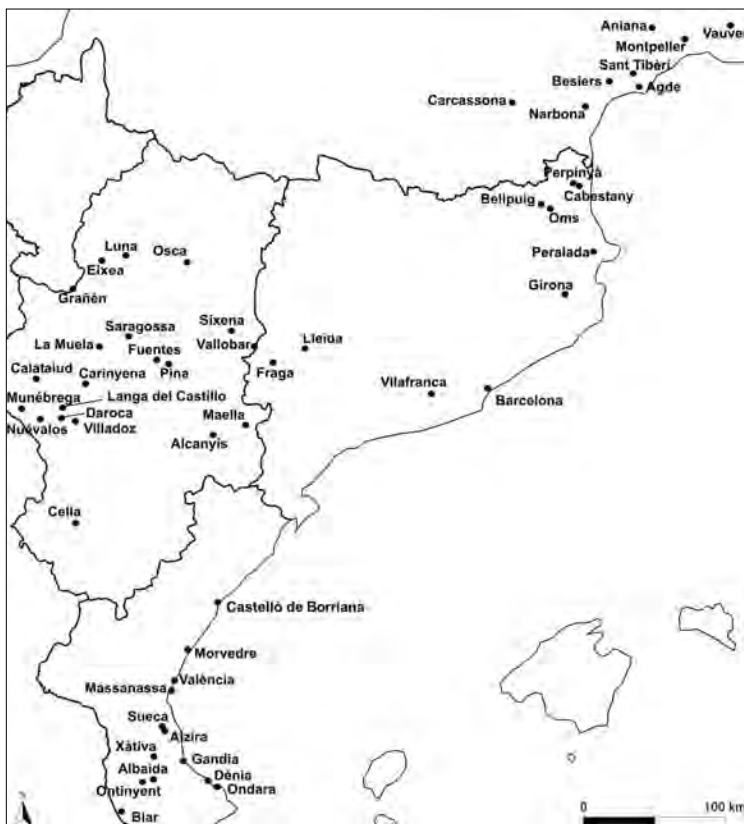 Aniana
Vauver
Montpeller
Sant Tibèri
Besiers
Agde
Carcassona
Narbona
Perpinyà
Cabestany
Bellpuig
Oms
Peralada
Girona
Luna
Osca
Eixea
Grañén
Saragossa
Sixena
La Muela
Fuentes
Vallobar
Lleida
Pina
Fraga
Calataiud
Carinyena
Vilafranca
Barcelona
Munébrega
Langa del Castillo
Daroca
Maella
Nuévalos
Villadoz
Alcanyís
Cella
Castelló de Borriana
Morvedre
València
Massanassa
Sueca
Alzira
Xàtiva
Gandia
Albaida
Dénia
Ontinyent
Ondara
Biar
0
100 km